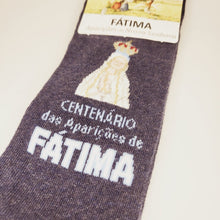 FÁTIMA
CENTENÁRIO
das Aparições de
FÁTIMA